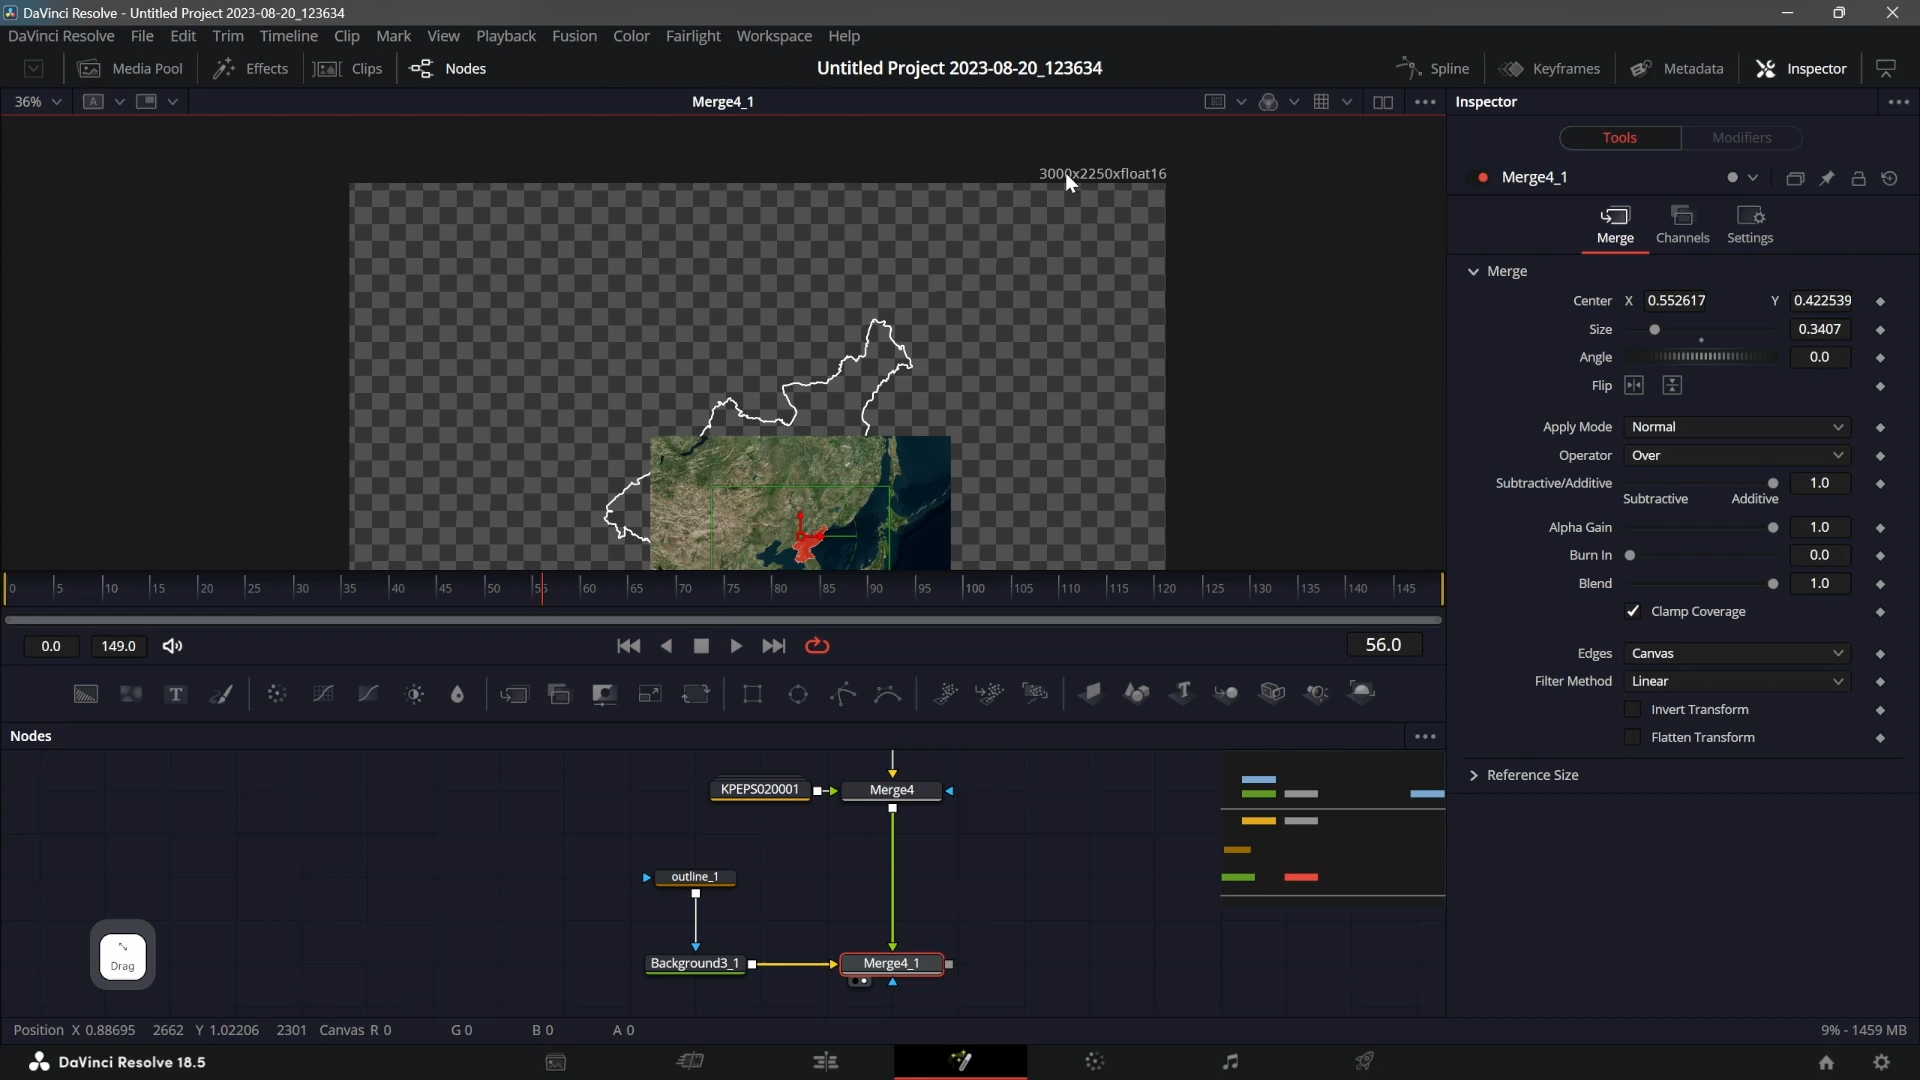 DaVinci Resolve - Untitled Project 2023-08-20_123634
DaVinci Resolve File Edit Trim Timeline Clip Mark View Playback Fusion Color Fairlight Workspace Help
Media Pool Effects Clips Nodes Untitled Project 2023-08-20_123634 Spline Keyframes Metadata Inspector
36% A Merge4_1 Inspector
Tools Modifiers
3000x2250xfloat16
Merge4_1
Merge Channels Settings
Merge
Center X 0.552617 Y 0.422539
Size 0.3407
Angle 0.0
Flip
Apply Mode Normal
Operator Over
Subtractive/Additive 1.0
Subtractive Additive
Alpha Gain 1.0
Burn In 0.0
Blend 1.0
Clamp Coverage
Edges Canvas
Filter Method Linear
Invert Transform
Flatten Transform
Reference Size
0 5 10 15 20 25 30 35 40 45 50 55 60 65 70 75 80 85 90 95 100 105 110 115 120 125 130 135 140 145
0.0 149.0 56.0
T T
Nodes
KPEPS020001 Merge4
outline_1
Background3_1 Merge4_1
Drag
Position X 0.88695 2662 Y 1.02206 2301 Canvas R 0 G 0 B 0 A 0 9% - 1459 MB
DaVinci Resolve 18.5